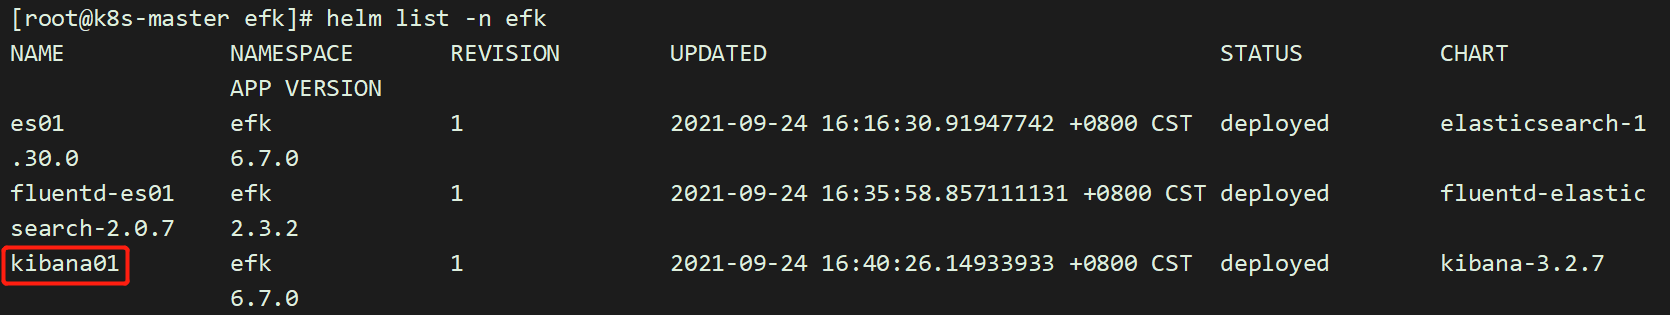 [root@k8s-master efk]# helm list -n efk
NAME NAMESPACE REVISION UPDATED STATUS CHART
APP VERSION
es01 efk 1 2021-09-24 16:16:30.91947742 +0800 CST deployed elasticsearch-1
.30.0 6.7.0
fluentd-es01 efk 1 2021-09-24 16:35:58.857111131 +0800 CST deployed fluentd-elastic
search-2.0.7 2.3.2
kibana01 efk 1 2021-09-24 16:40:26.14933933 +0800 CST deployed kibana-3.2.7
6.7.0